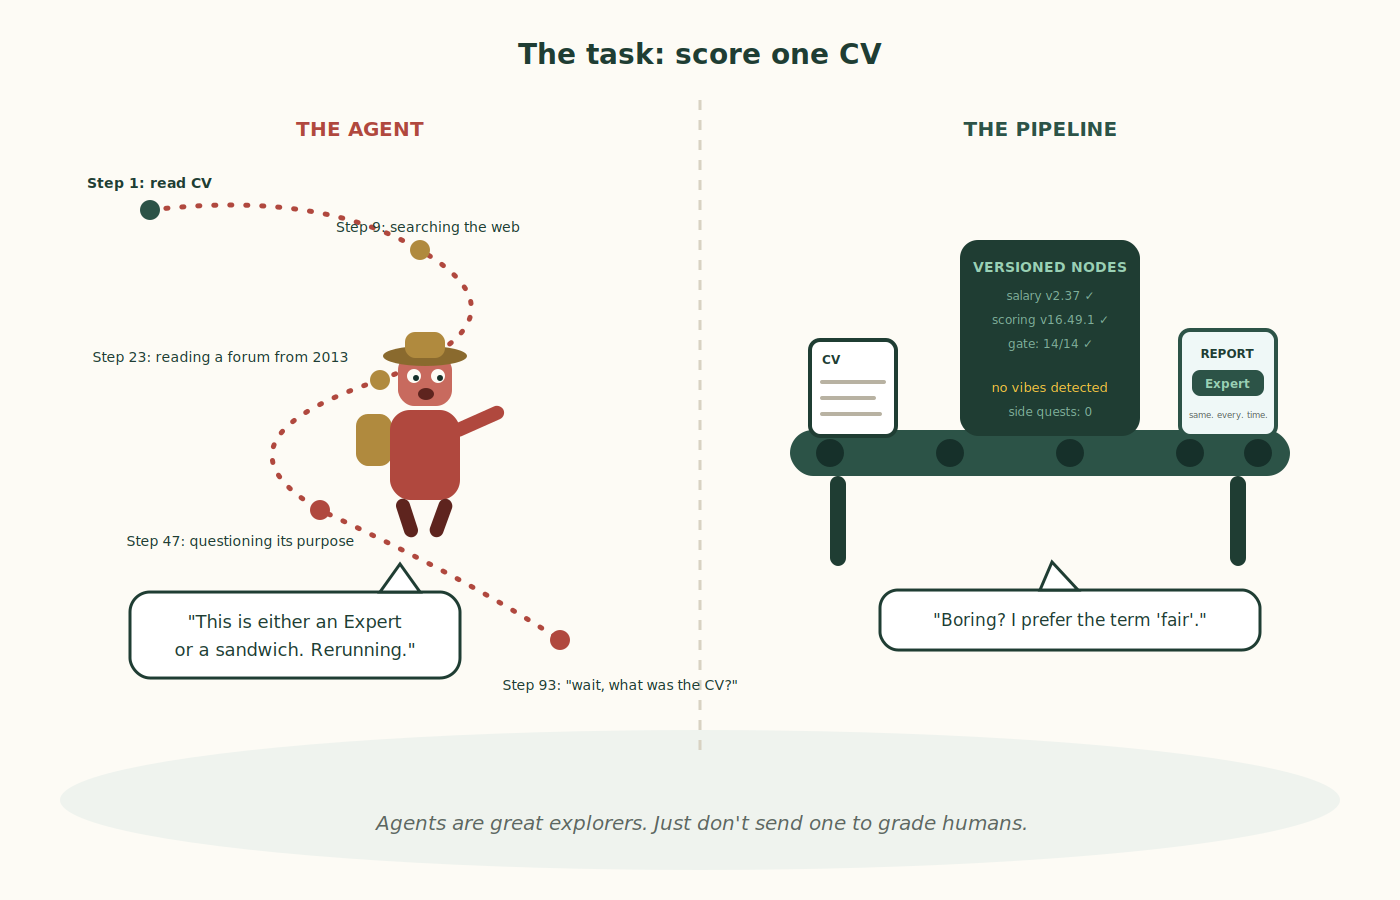 The task: score one CV
THE AGENT
Step 1: read CV
Step 9: searching the web
Step 23: reading a forum from 2013
Step 47: questioning its purpose
"This is either an Expert
or a sandwich. Rerunning."
Step 93: "wait, what was the CV?"
THE PIPELINE
CV
VERSIONED NODES
salary v2.37 ✓
scoring v16.49.1 ✓
gate: 14/14 ✓
no vibes detected
side quests: 0
REPORT
Expert
same. every. time.
"Boring? I prefer the term 'fair'."
Agents are great explorers. Just don't send one to grade humans.